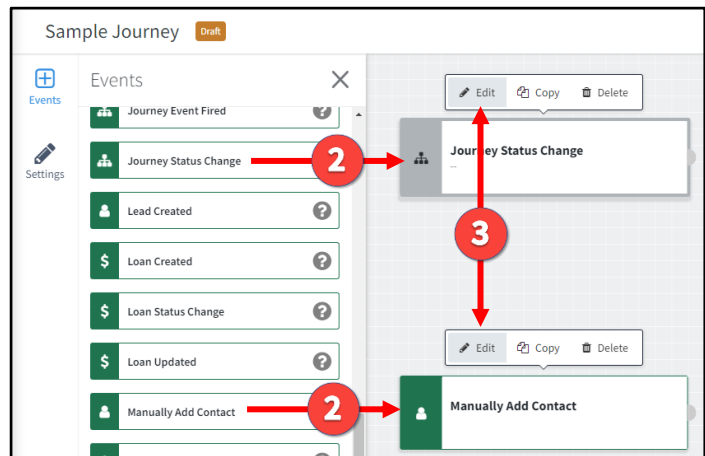 Sample Journey Draft
Events
Settings
Events
Journey Event Fired ?
Journey Status Change
Lead Created ?
Loan Created ?
Loan Status Change ?
Loan Updated ?
Manually Add Contact
?
2
2
Edit Copy Delete
Journey Status Change
--
3
Edit Copy Delete
Manually Add Contact